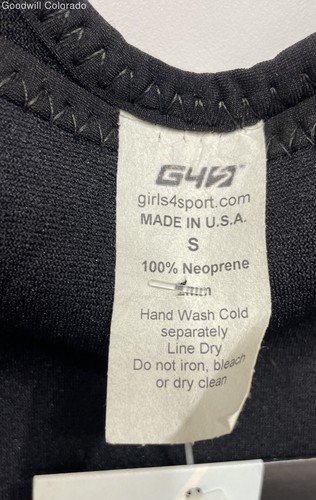 Goodwill Colorado
G4S
girls4sport.com
MADE IN U.S.A.
S
100% Neoprene
Hand Wash Cold
separately
Line Dry
Do not iron, bleach
or dry clean